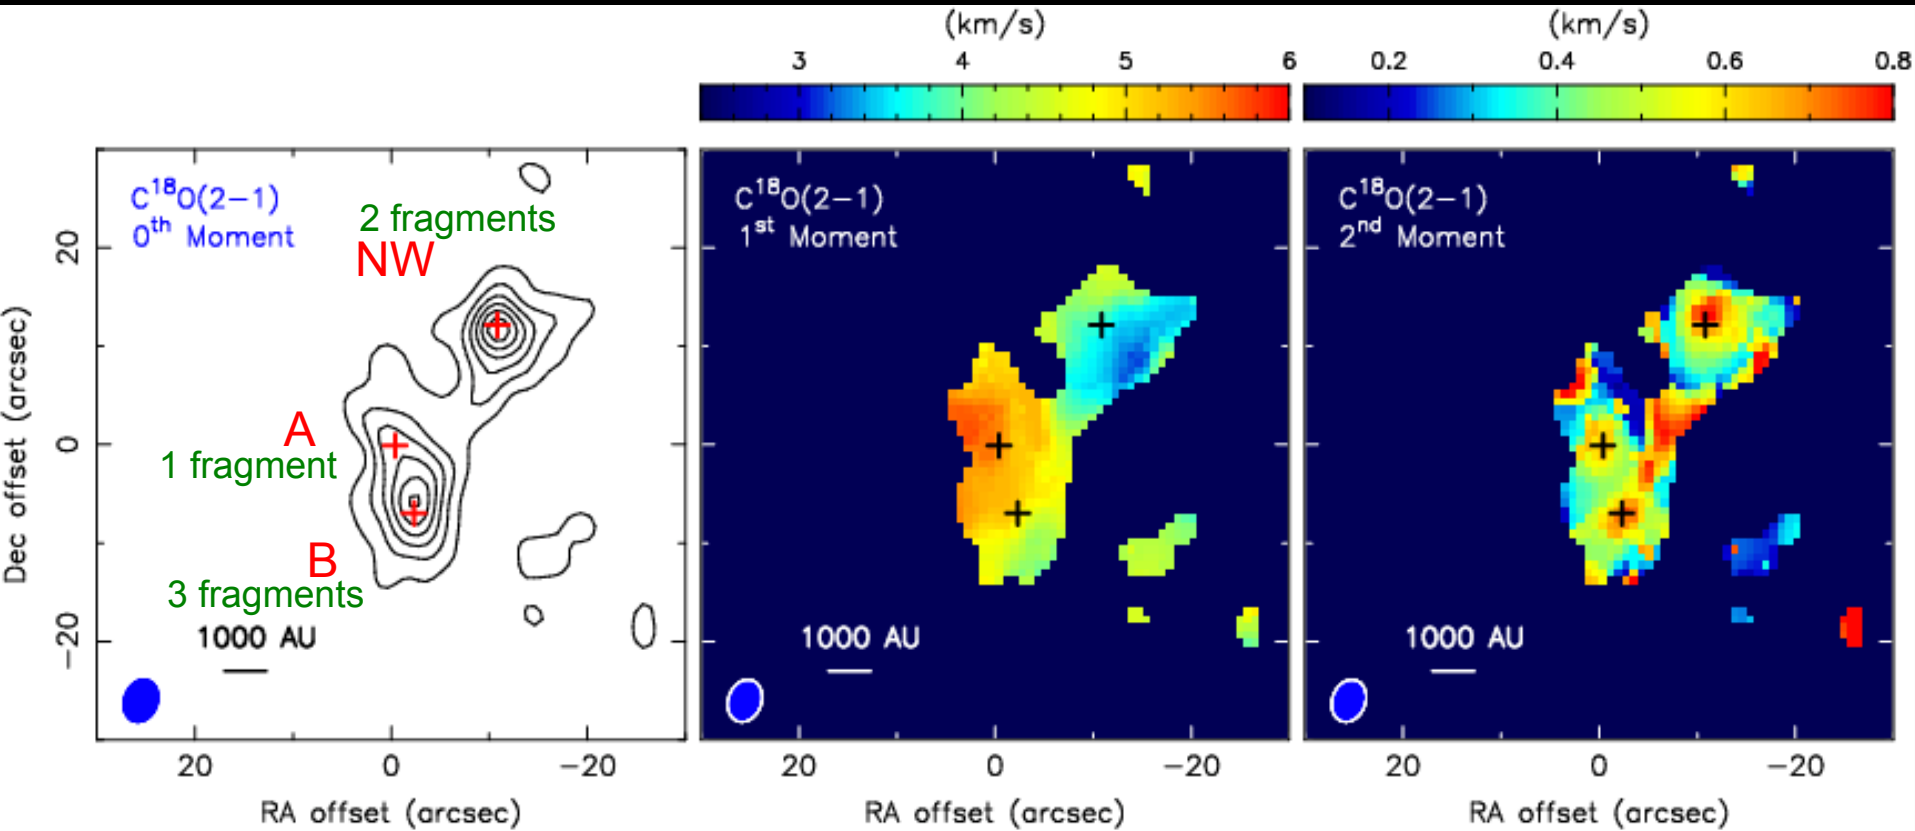 (km/s)
3 4 5 6
(km/s)
0.2 0.4 0.6 0.8
C¹⁸O(2−1)
0ᵗʰ Moment
2 fragments
NW
A
1 fragment
B
3 fragments
1000 AU
C¹⁸O(2−1)
1ˢᵗ Moment
1000 AU
C¹⁸O(2−1)
2ⁿᵈ Moment
1000 AU
Dec offset (arcsec)
20
0
−20
20 0 −20
20 0 −20
20 0 −20
RA offset (arcsec)
RA offset (arcsec)
RA offset (arcsec)